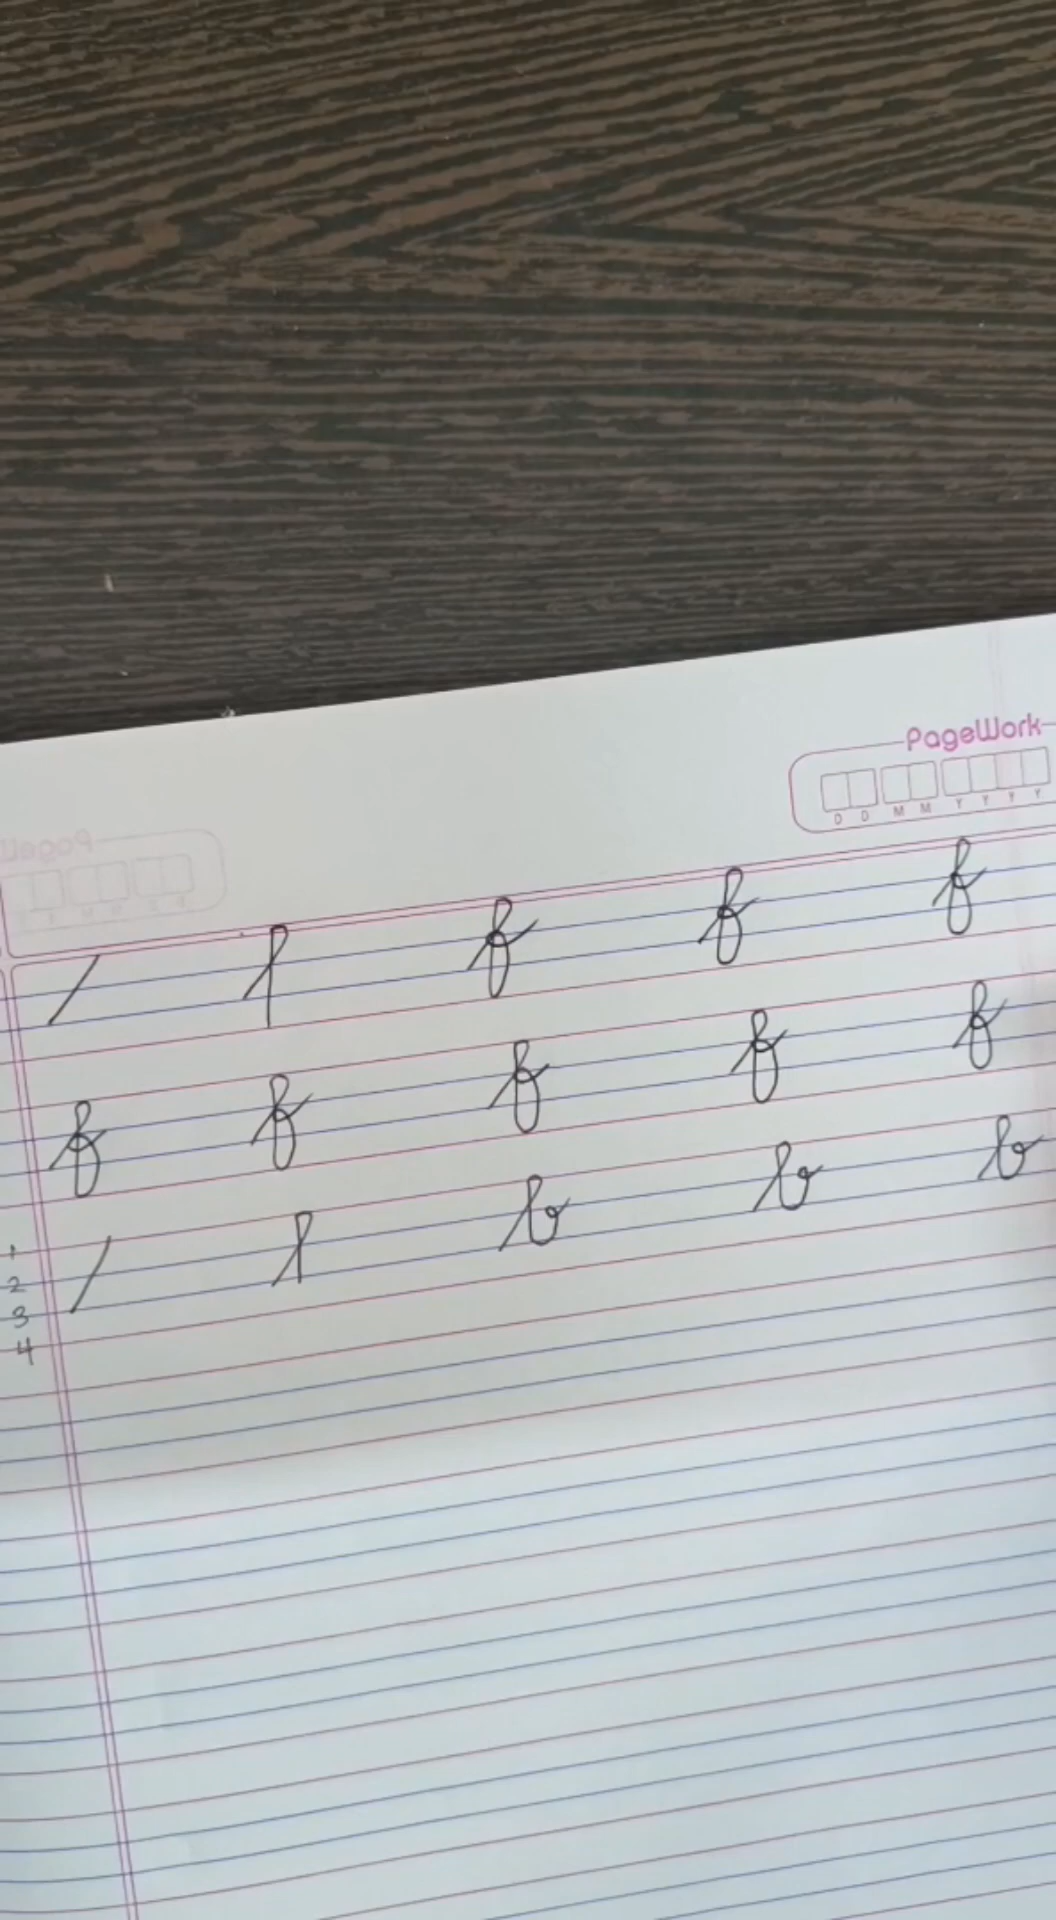 PageWork
D D M M Y Y Y Y
/ l f f f
f f f f f
/ l b b b
1
2
3
4